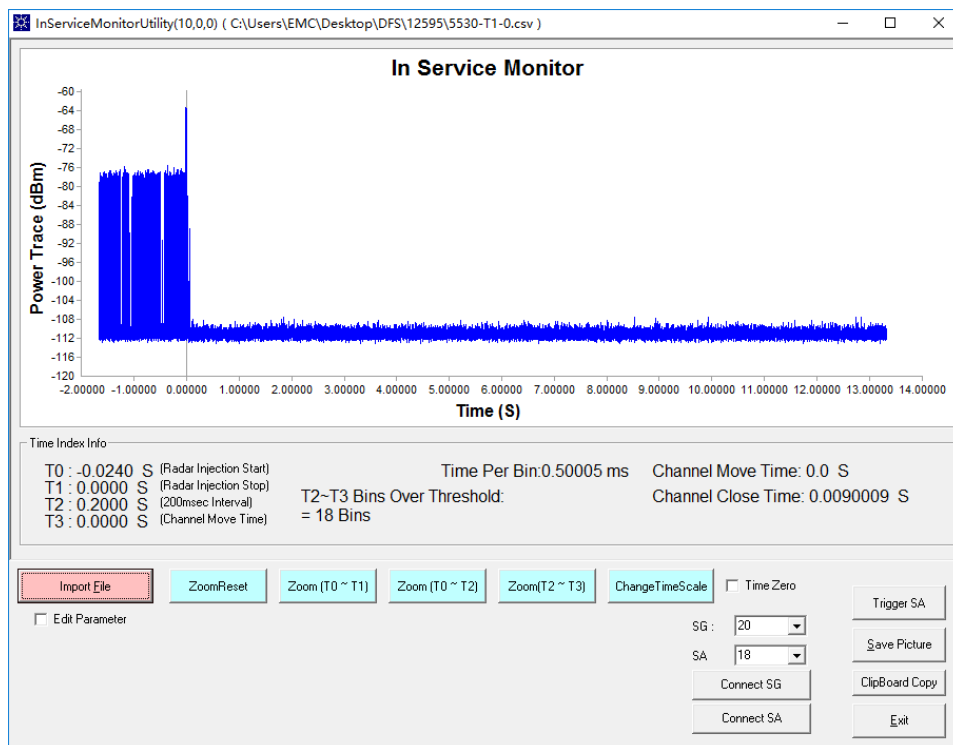 InServiceMonitorUtility(10,0,0) ( C:\Users\EMC\Desktop\DFS\12595\5530-T1-0.csv )
In Service Monitor
Power Trace (dBm)
-60
-64
-68
-72
-76
-80
-84
-88
-92
-96
-100
-104
-108
-112
-116
-120
-2.00000 -1.00000 0.00000 1.00000 2.00000 3.00000 4.00000 5.00000 6.00000 7.00000 8.00000 9.00000 10.00000 11.00000 12.00000 13.00000 14.00000
Time (S)
Time Index Info
T0 : -0.0240 S (Radar Injection Start)
T1 : 0.0000 S (Radar Injection Stop)
T2 : 0.2000 S (200msec Interval)
T3 : 0.0000 S (Channel Move Time)
Time Per Bin:0.50005 ms
T2~T3 Bins Over Threshold:
= 18 Bins
Channel Move Time: 0.0 S
Channel Close Time: 0.0090009 S
Import File ZoomReset Zoom (T0 ~ T1) Zoom (T0 ~ T2) Zoom(T2 ~ T3) ChangeTimeScale Time Zero
Edit Parameter
SG : 20
SA 18
Connect SG
Connect SA
Trigger SA
Save Picture
ClipBoard Copy
Exit